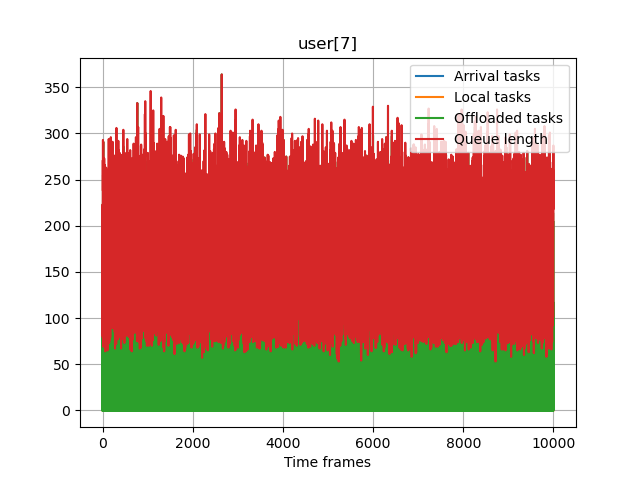 user[7]
Arrival tasks
Local tasks
Offloaded tasks
Queue length
350
300
250
200
150
100
50
0
0 2000 4000 6000 8000 10000
Time frames